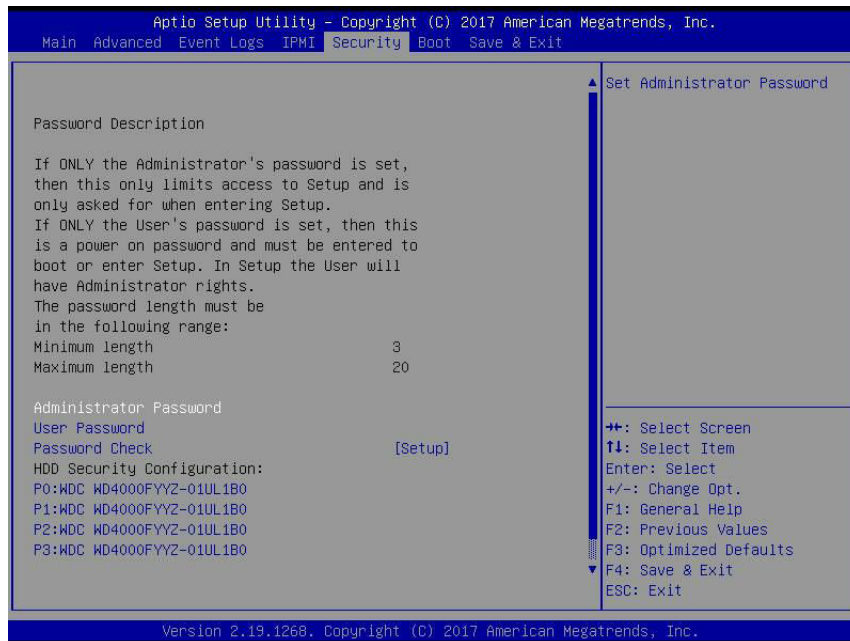 Aptio Setup Utility – Copyright (C) 2017 American Megatrends, Inc.
Main Advanced Event Logs IPMI Security Boot Save & Exit
Password Description
If ONLY the Administrator's password is set,
then this only limits access to Setup and is
only asked for when entering Setup.
If ONLY the User's password is set, then this
is a power on password and must be entered to
boot or enter Setup. In Setup the User will
have Administrator rights.
The password length must be
in the following range:
Minimum length 3
Maximum length 20
Administrator Password
User Password
Password Check [Setup]
HDD Security Configuration:
P0:WDC WD4000FYYZ-01UL1B0
P1:WDC WD4000FYYZ-01UL1B0
P2:WDC WD4000FYYZ-01UL1B0
P3:WDC WD4000FYYZ-01UL1B0
Set Administrator Password
→←: Select Screen
↑↓: Select Item
Enter: Select
+/-: Change Opt.
F1: General Help
F2: Previous Values
F3: Optimized Defaults
F4: Save & Exit
ESC: Exit
Version 2.19.1268. Copyright (C) 2017 American Megatrends, Inc.